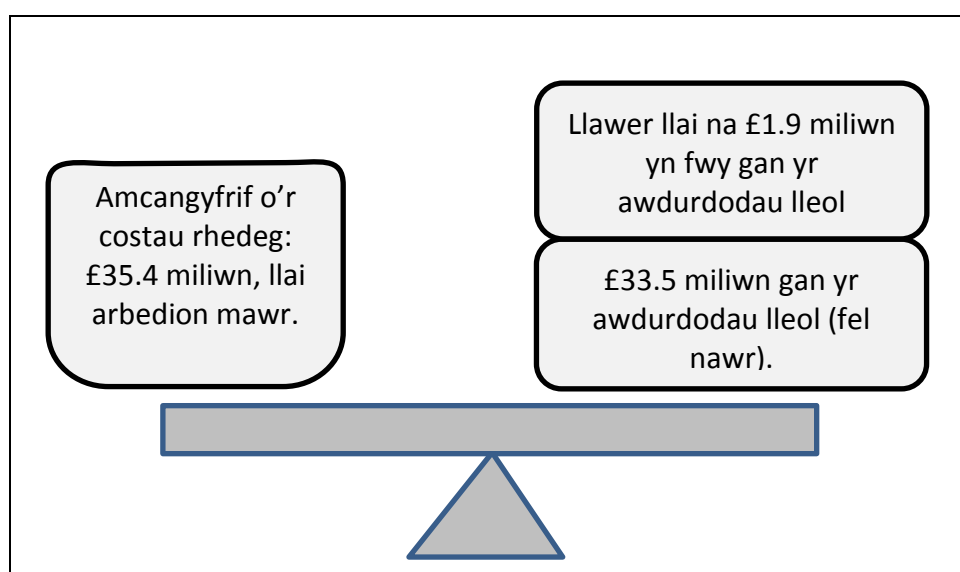 Amcangyfrif o’r
costau rhedeg:
£35.4 miliwn, llai
arbedion mawr.
Llawer llai na £1.9 miliwn
yn fwy gan yr
awdurdodau lleol
£33.5 miliwn gan yr
awdurdodau lleol (fel
nawr).